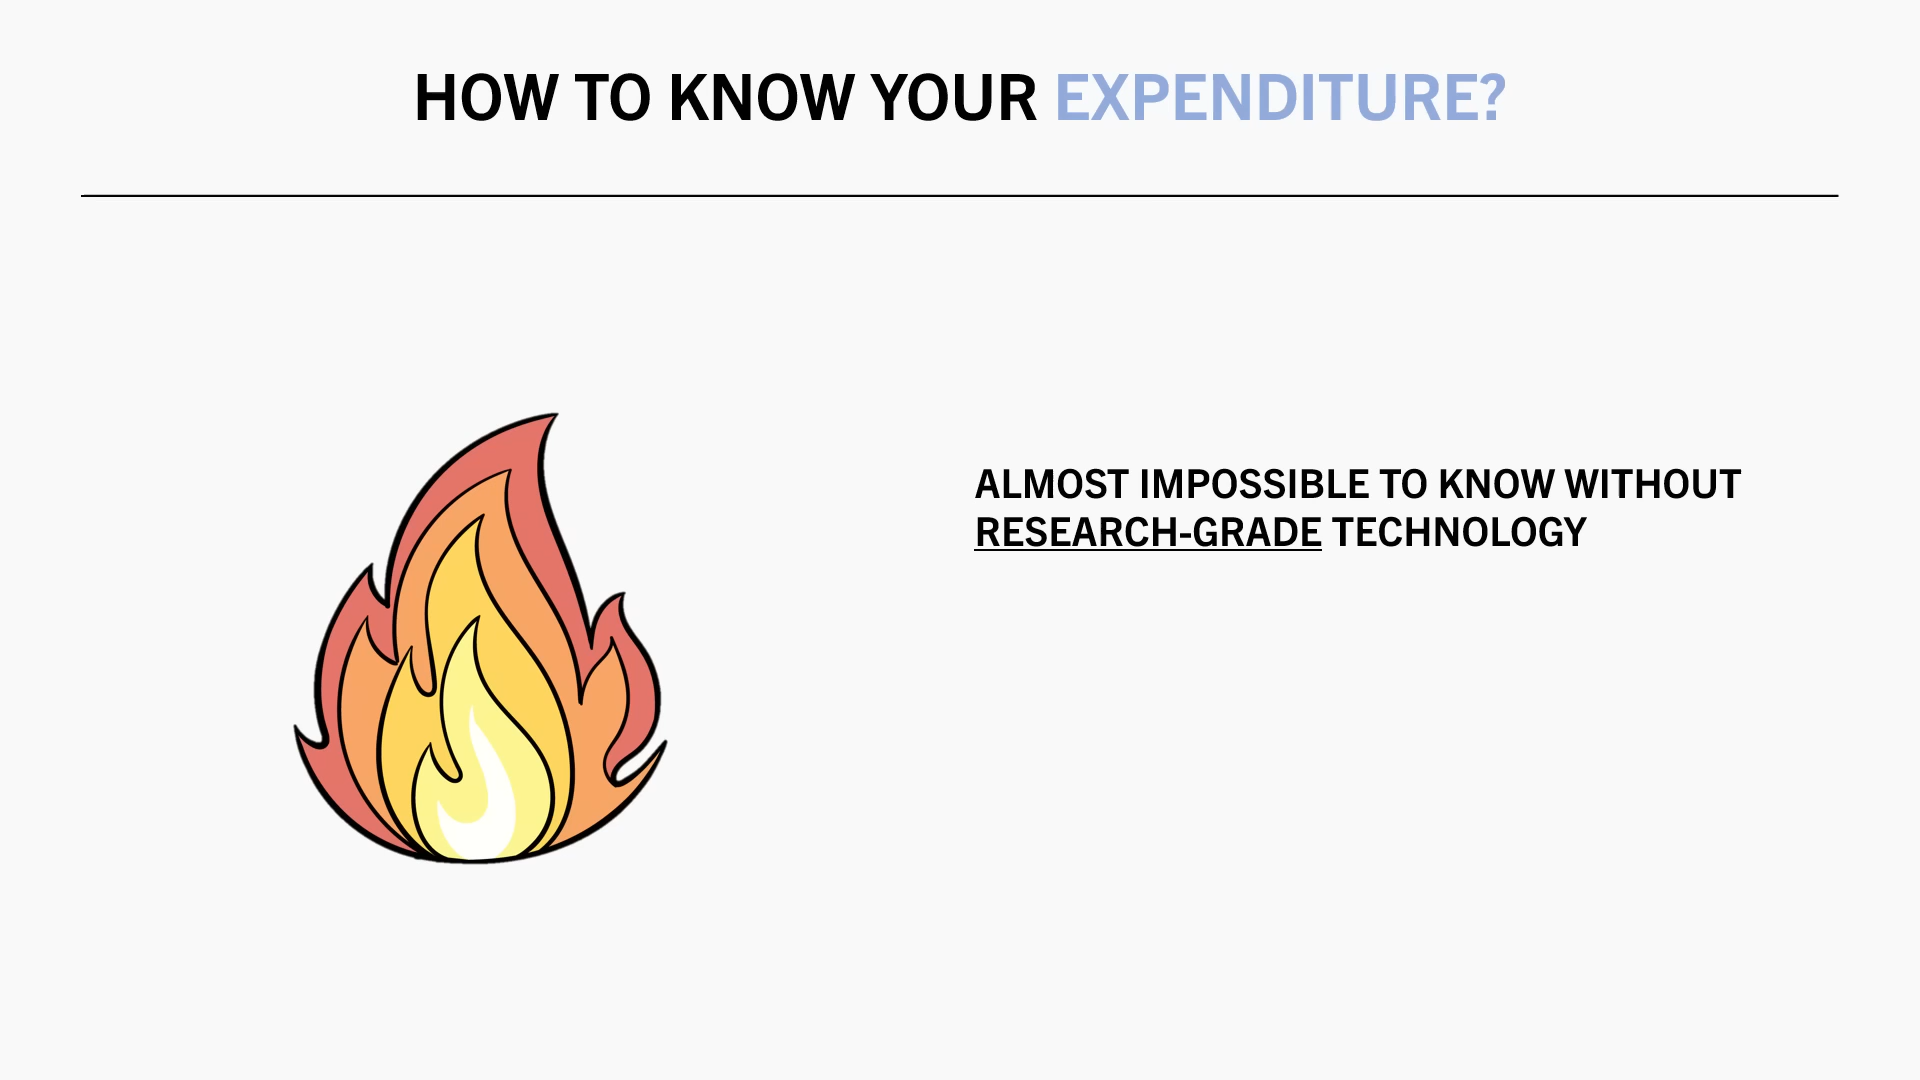 HOW TO KNOW YOUR EXPENDITURE?
ALMOST IMPOSSIBLE TO KNOW WITHOUT
RESEARCH-GRADE TECHNOLOGY